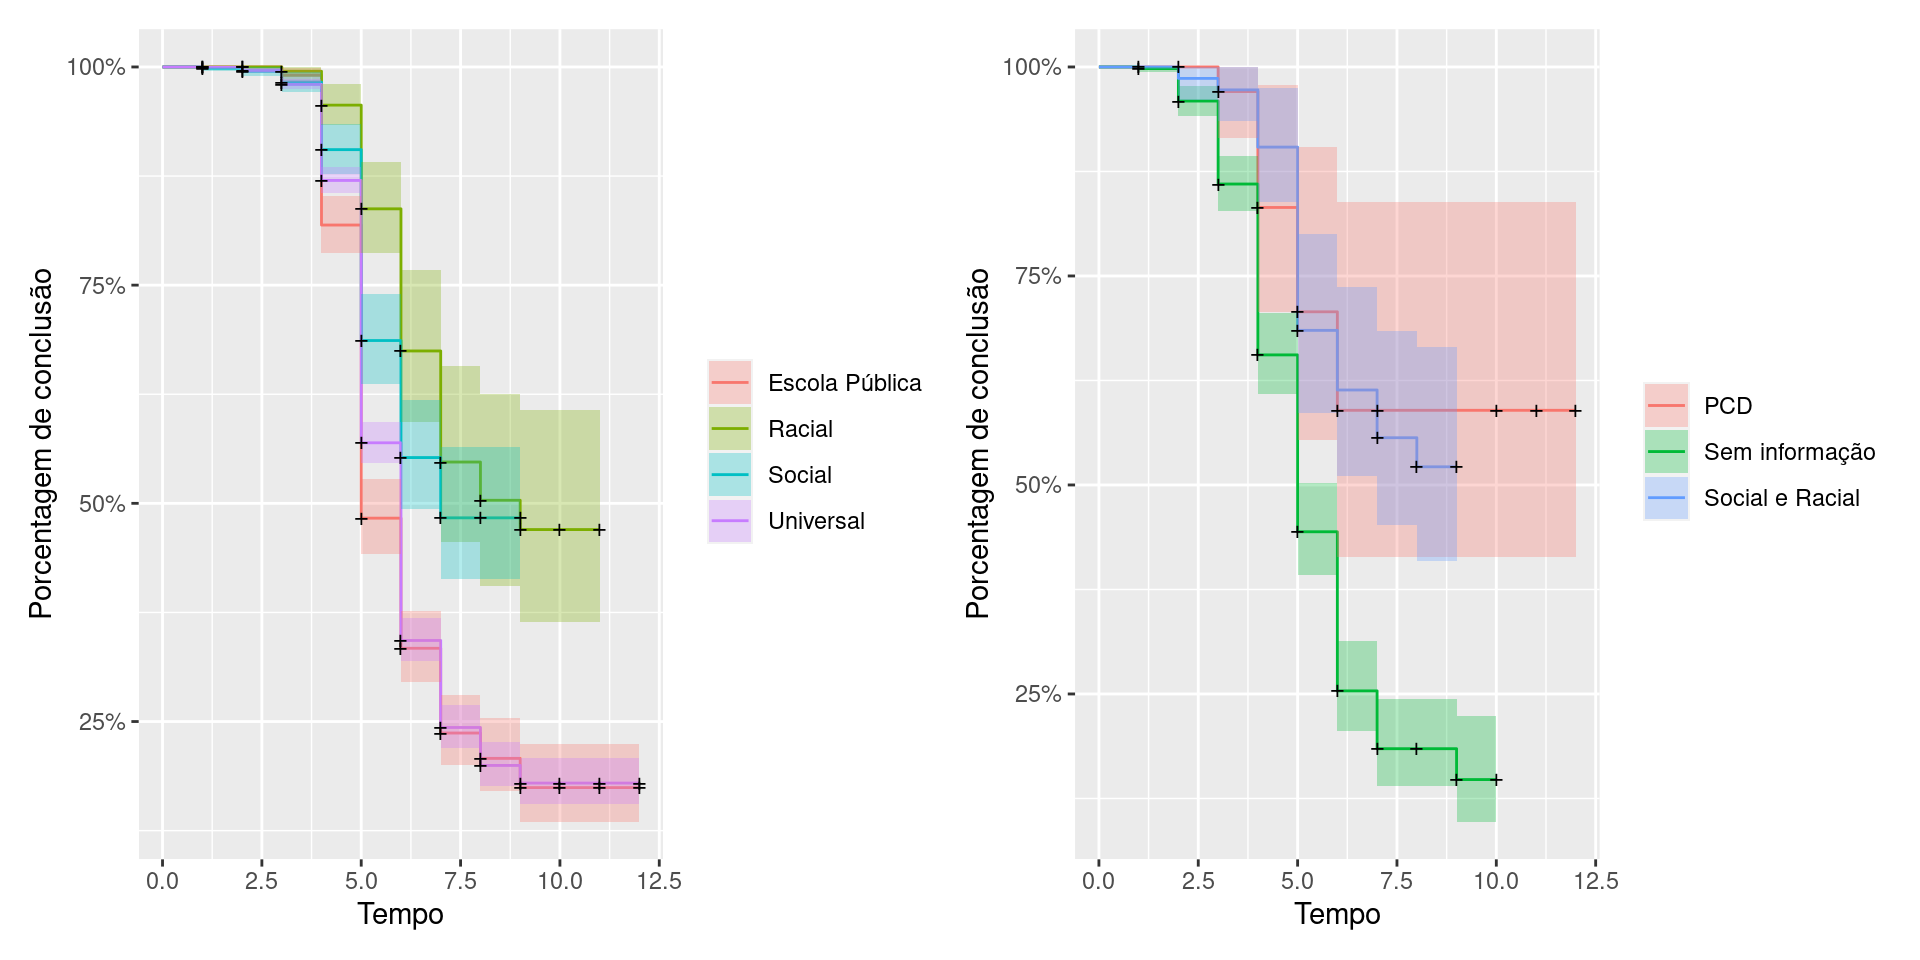 Porcentagem de conclusão
100%
75%
50%
25%
0.0 2.5 5.0 7.5 10.0 12.5
Tempo
Escola Pública
Racial
Social
Universal
Porcentagem de conclusão
100%
75%
50%
25%
0.0 2.5 5.0 7.5 10.0 12.5
Tempo
PCD
Sem informação
Social e Racial